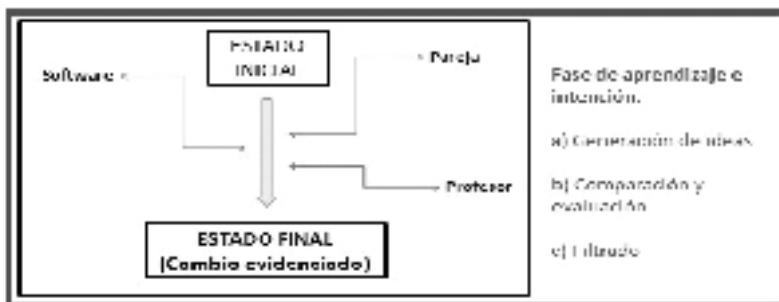 ESTADO
INICIAL
Software
Pareja
Profesor
ESTADO FINAL
(Cambio evidenciado)
Fase de aprendizaje e
intención.
a) Generación de ideas
b) Comparación y
evaluación
c) Filtrado